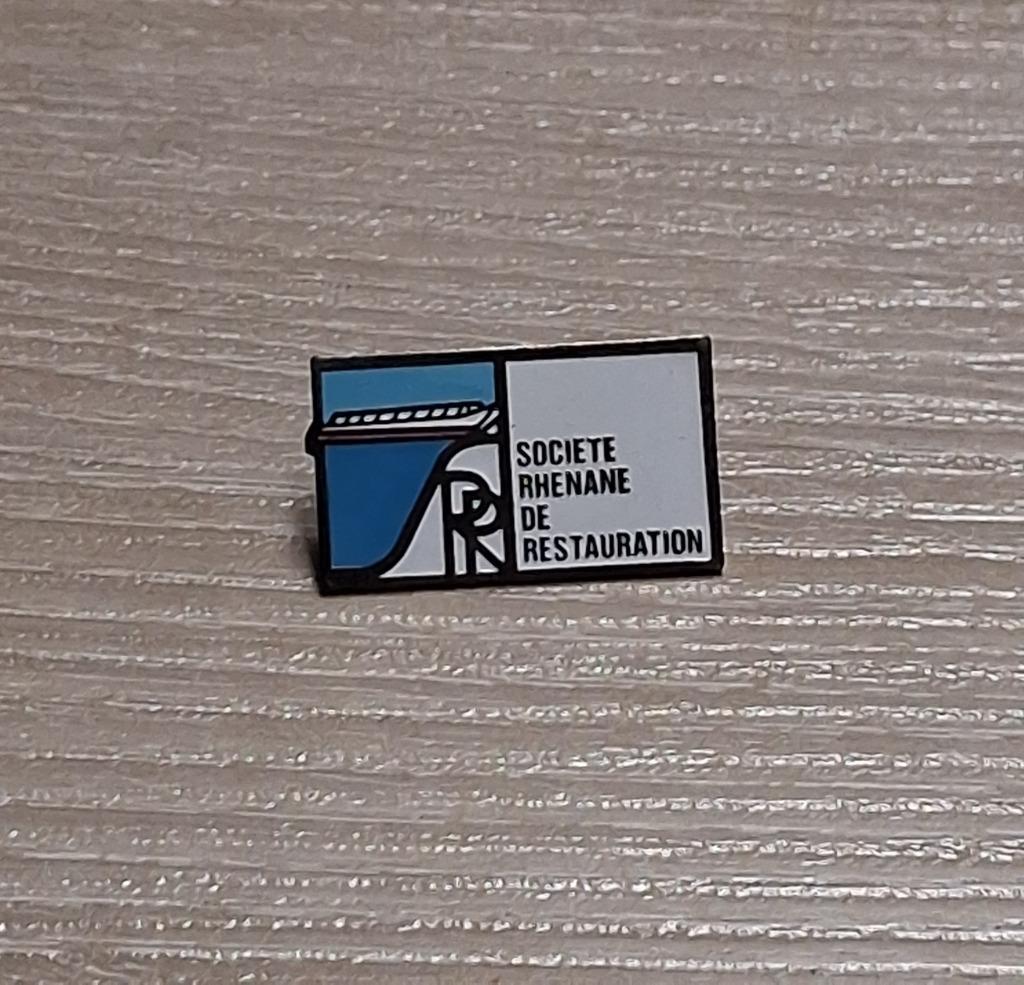 SOCIETE
RHENANE
DE
RESTAURATION